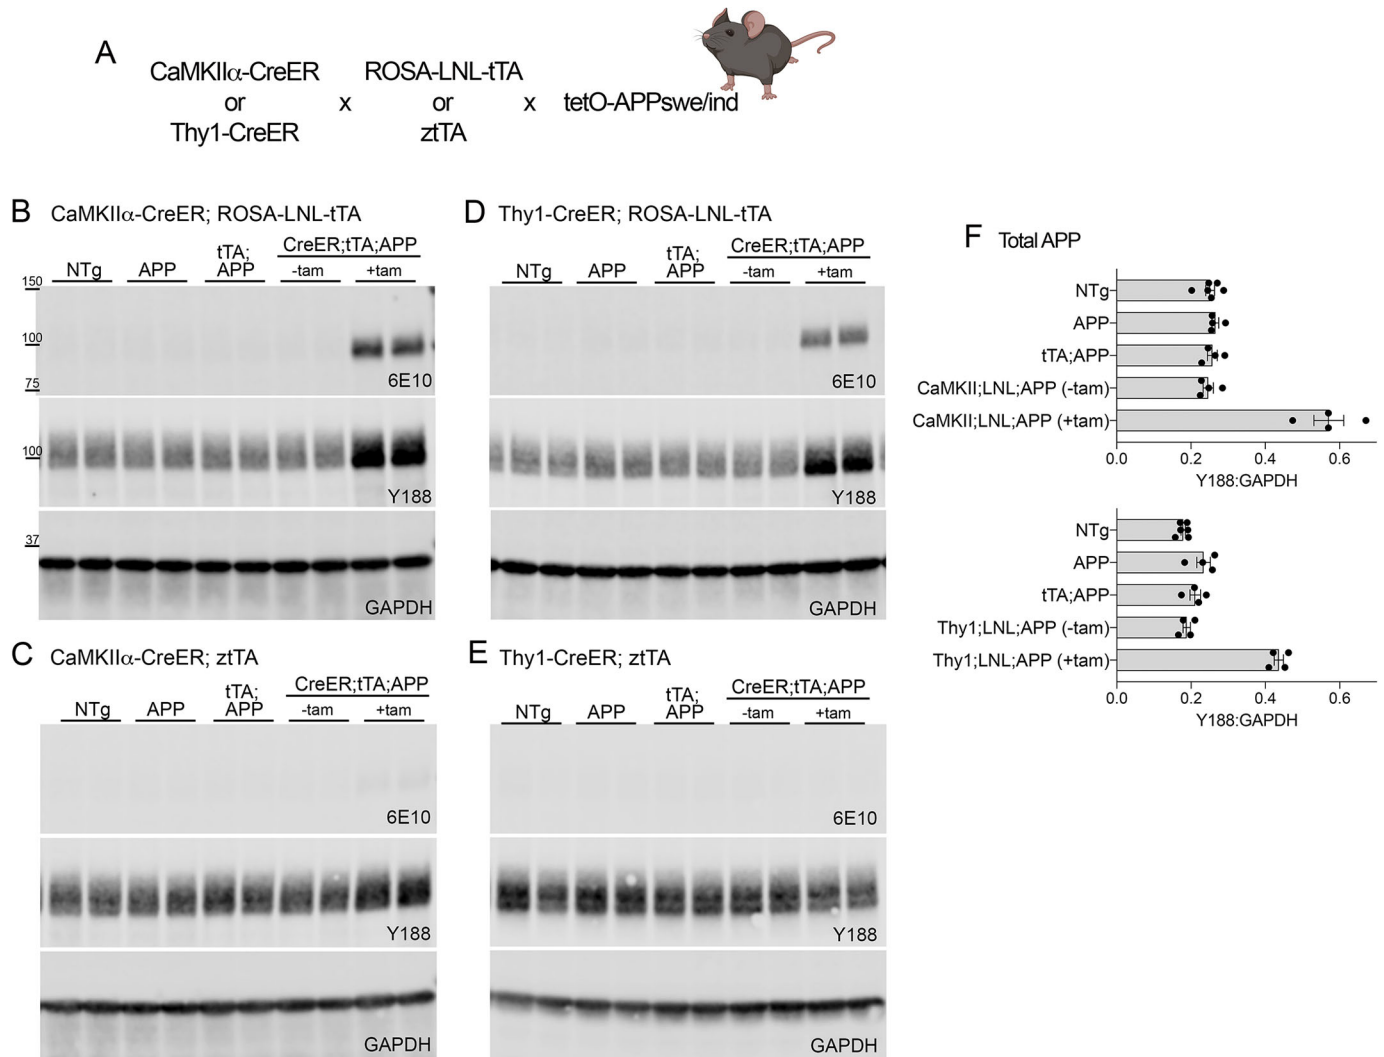 A
CaMKIIα-CreER ROSA-LNL-tTA
or x or x tetO-APPswe/ind
Thy1-CreER ztTA
B CaMKIIα-CreER; ROSA-LNL-tTA
NTg APP tTA; APP CreER;tTA;APP
-tam +tam
150
100
75
6E10
100
Y188
37
GAPDH
D Thy1-CreER; ROSA-LNL-tTA
NTg APP tTA; APP CreER;tTA;APP
-tam +tam
6E10
Y188
GAPDH
C CaMKIIα-CreER; ztTA
NTg APP tTA; APP CreER;tTA;APP
-tam +tam
6E10
Y188
GAPDH
E Thy1-CreER; ztTA
NTg APP tTA; APP CreER;tTA;APP
-tam +tam
6E10
Y188
GAPDH
F Total APP
NTg
APP
tTA;APP
CaMKII;LNL;APP (-tam)
CaMKII;LNL;APP (+tam)
0.0 0.2 0.4 0.6
Y188:GAPDH
NTg
APP
tTA;APP
Thy1;LNL;APP (-tam)
Thy1;LNL;APP (+tam)
0.0 0.2 0.4 0.6
Y188:GAPDH